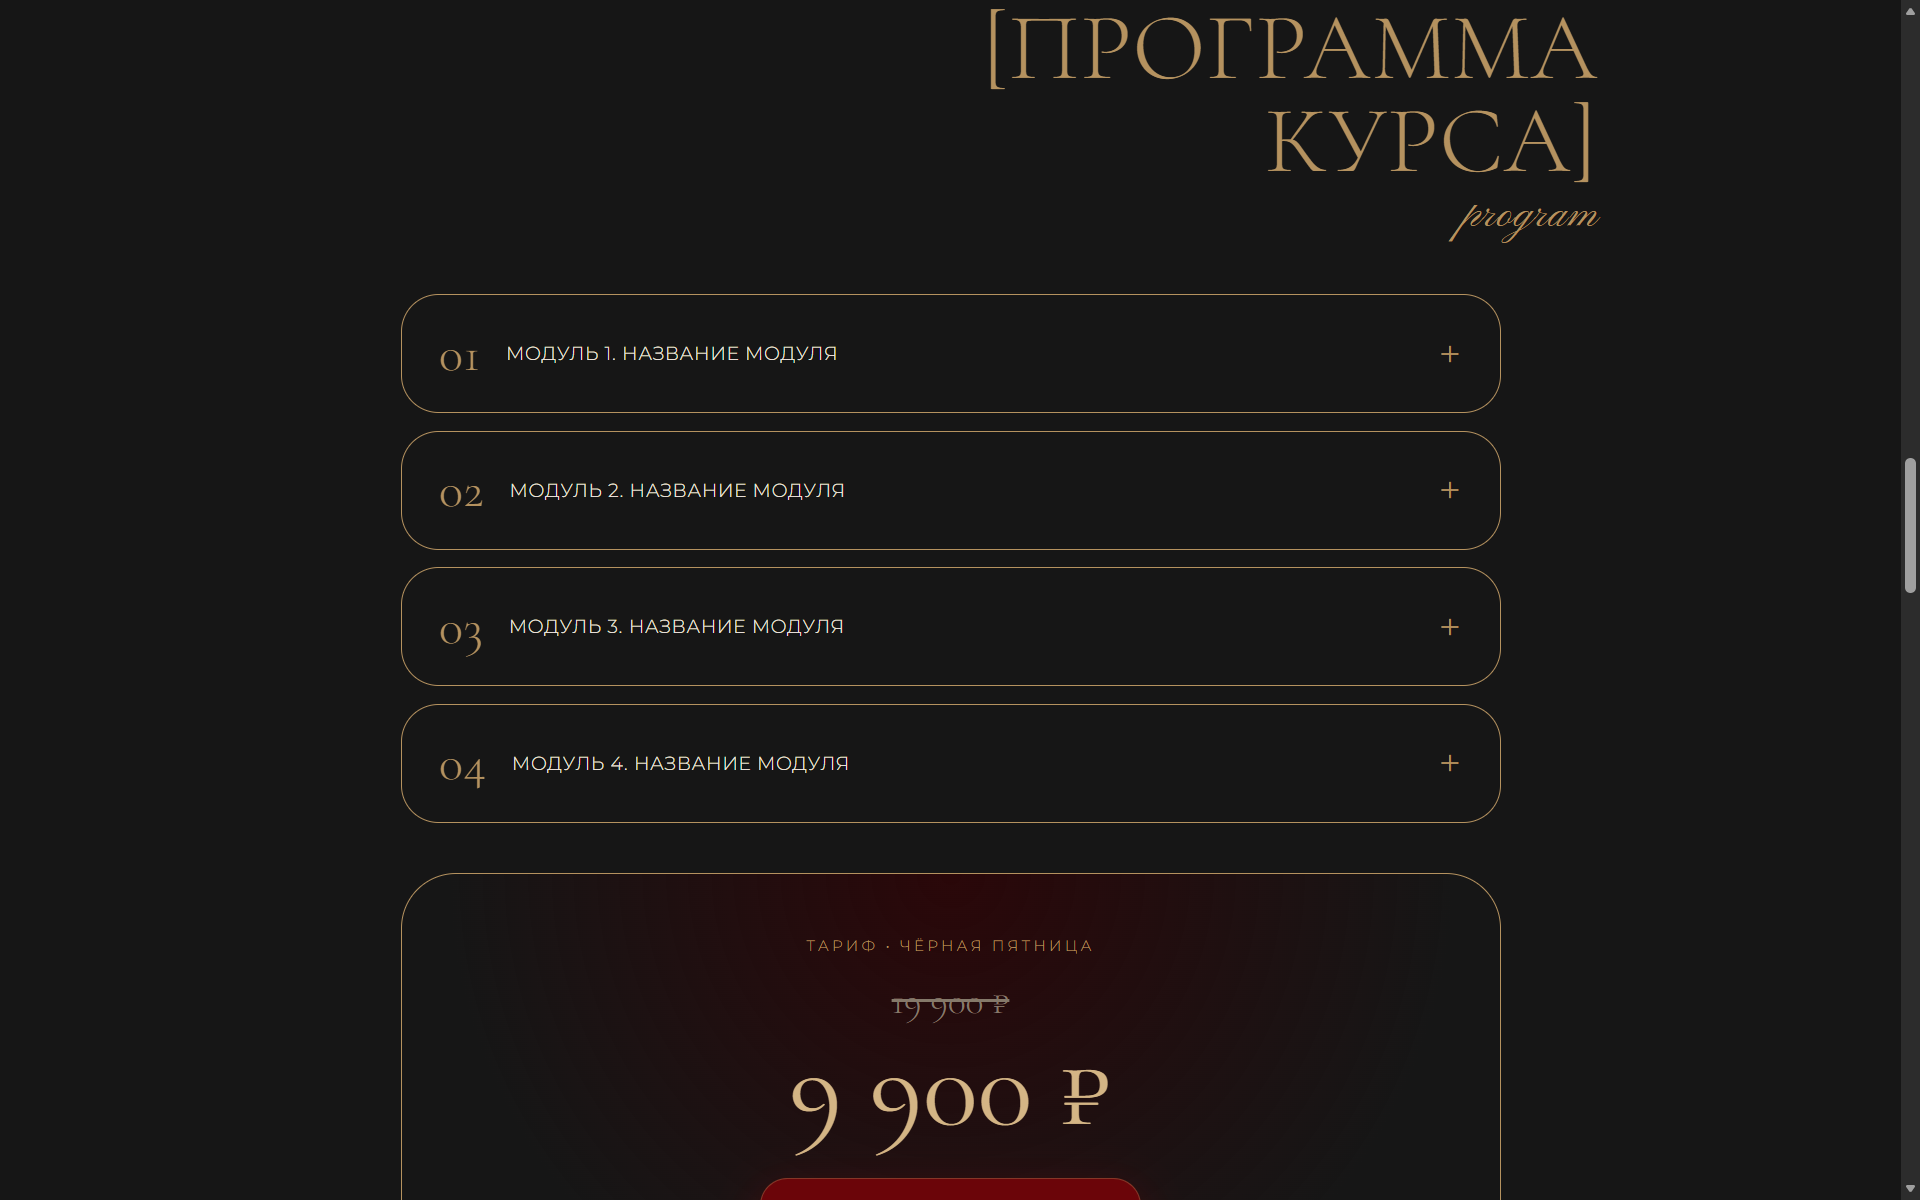 [ПРОГРАММА
КУРСА]
program
01 МОДУЛЬ 1. НАЗВАНИЕ МОДУЛЯ +
02 МОДУЛЬ 2. НАЗВАНИЕ МОДУЛЯ +
03 МОДУЛЬ 3. НАЗВАНИЕ МОДУЛЯ +
04 МОДУЛЬ 4. НАЗВАНИЕ МОДУЛЯ +
ТАРИФ • ЧЁРНАЯ ПЯТНИЦА
19 900 ₽
9 900 ₽